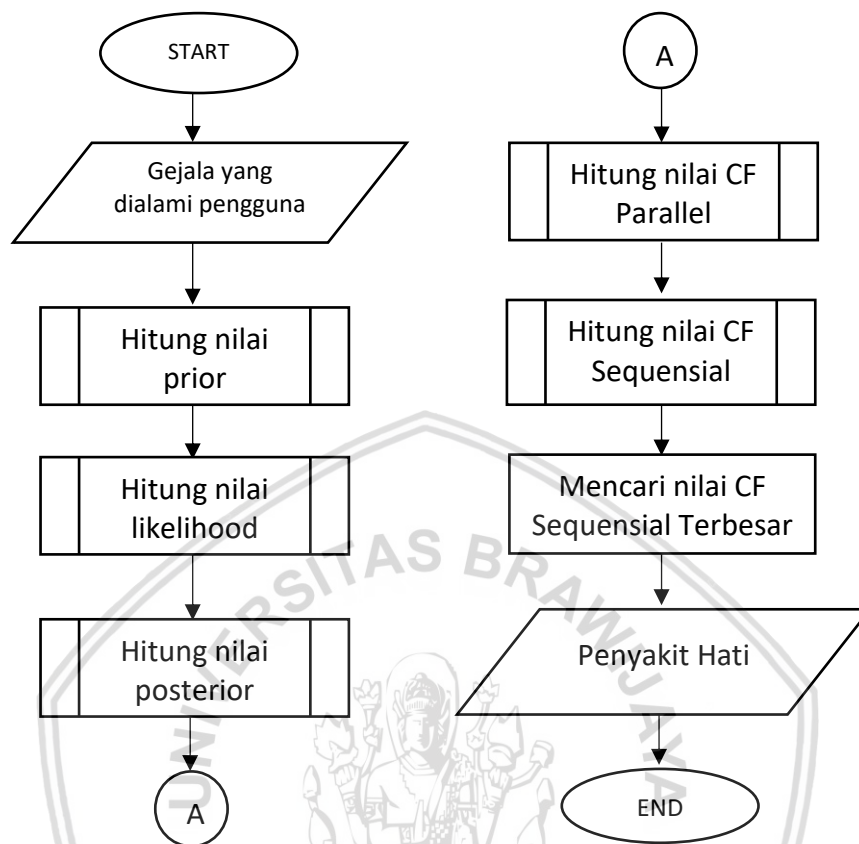 START
Gejala yang
dialami pengguna
Hitung nilai
prior
Hitung nilai
likelihood
Hitung nilai
posterior
A
A
Hitung nilai CF
Parallel
Hitung nilai CF
Sequensial
Mencari nilai CF
Sequensial Terbesar
Penyakit Hati
END
UNIVERSITAS BRAWIJAYA